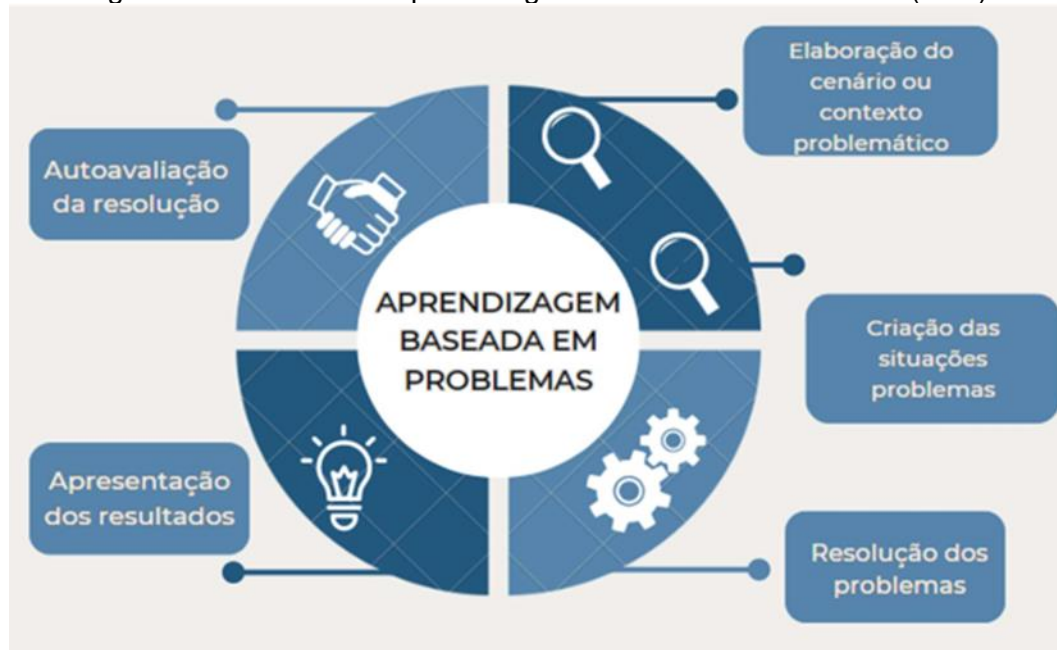 Elaboração do
cenário ou
contexto
problemático
Autoavaliação
da resolução
APRENDIZAGEM
BASEADA EM
PROBLEMAS
Criação das
situações
problemas
Apresentação
dos resultados
Resolução dos
problemas